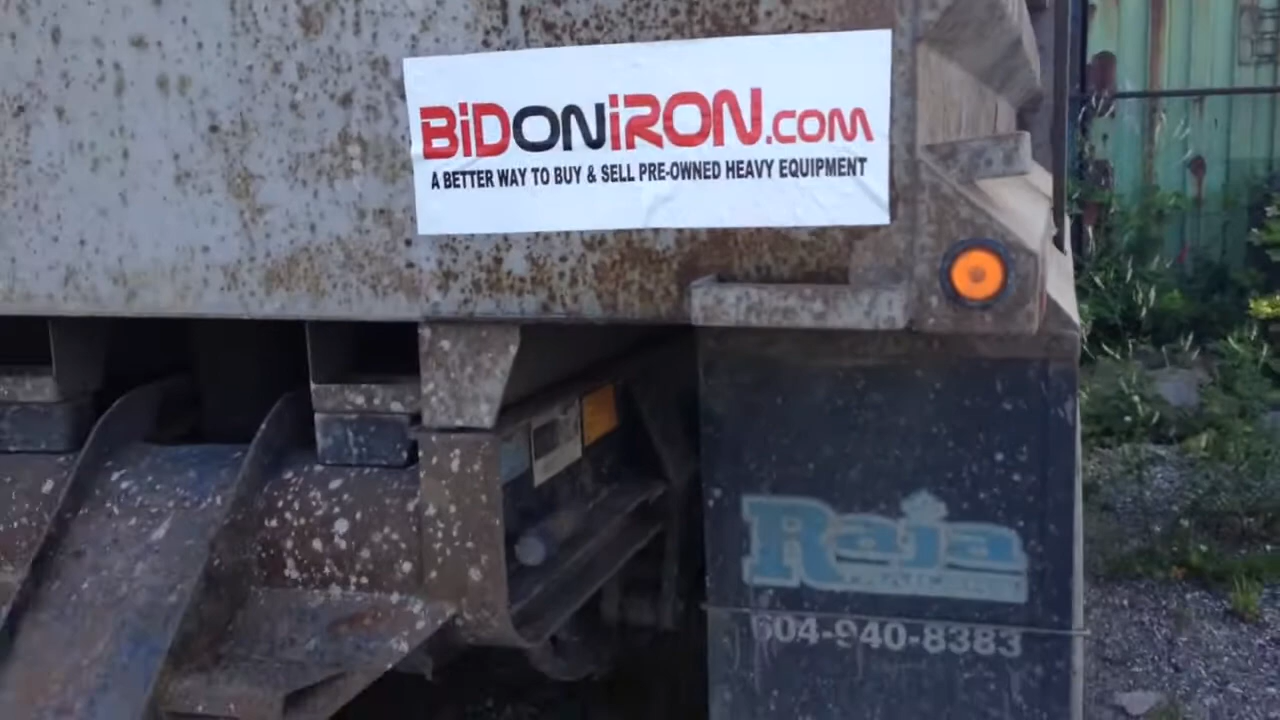 BiDONiRON.COM
A BETTER WAY TO BUY & SELL PRE-OWNED HEAVY EQUIPMENT
Raja
604-940-8383